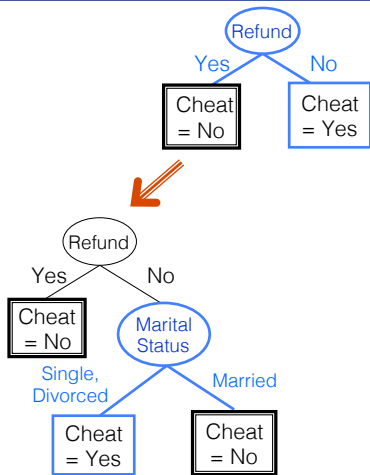 Refund
Yes
No
Cheat
= No
Cheat
= Yes
Refund
Yes
No
Cheat
= No
Marital
Status
Single,
Divorced
Married
Cheat
= Yes
Cheat
= No